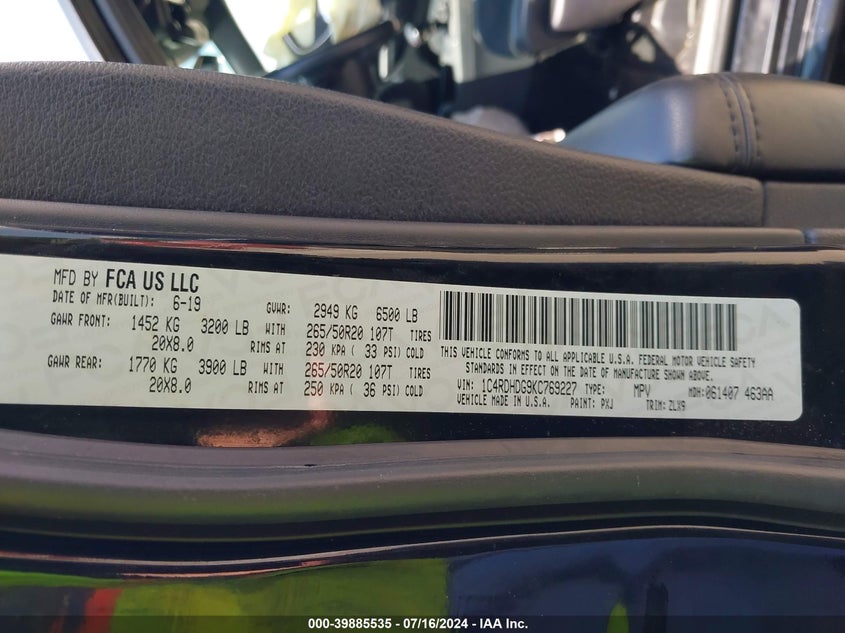 MFD BY FCA US LLC
DATE OF MFR(BUILT): 6-19 GVWR: 2949 KG 6500 LB
GAWR FRONT: 1452 KG 3200 LB WITH 265/50R20 107T TIRES
20X8.0 RIMS AT 230 KPA ( 33 PSI) COLD
GAWR REAR: 1770 KG 3900 LB WITH 265/50R20 107T TIRES
20X8.0 RIMS AT 250 KPA ( 36 PSI) COLD
THIS VEHICLE CONFORMS TO ALL APPLICABLE U.S.A. FEDERAL MOTOR VEHICLE SAFETY
STANDARDS IN EFFECT ON THE DATE OF MANUFACTURE SHOWN ABOVE.
VIN: 1C4RDHDG9KC769227 TYPE: MPV MDH: 061407 463AA
VEHICLE MADE IN U.S.A. PAINT: PXJ TRIM: ZLX9
000-39885535 - 07/16/2024 - IAA Inc.